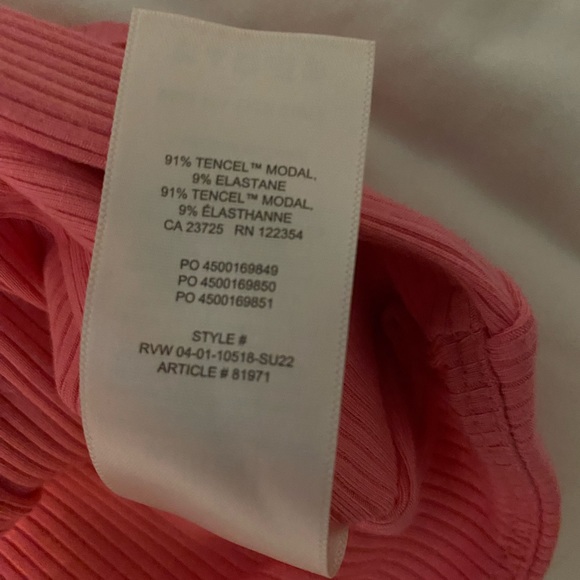 91% TENCEL™ MODAL,
9% ELASTANE
91% TENCEL™ MODAL,
9% ÉLASTHANNE
CA 23725 RN 122354
PO 4500169849
PO 4500169850
PO 4500169851
STYLE #
RVW 04-01-10518-SU22
ARTICLE # 81971